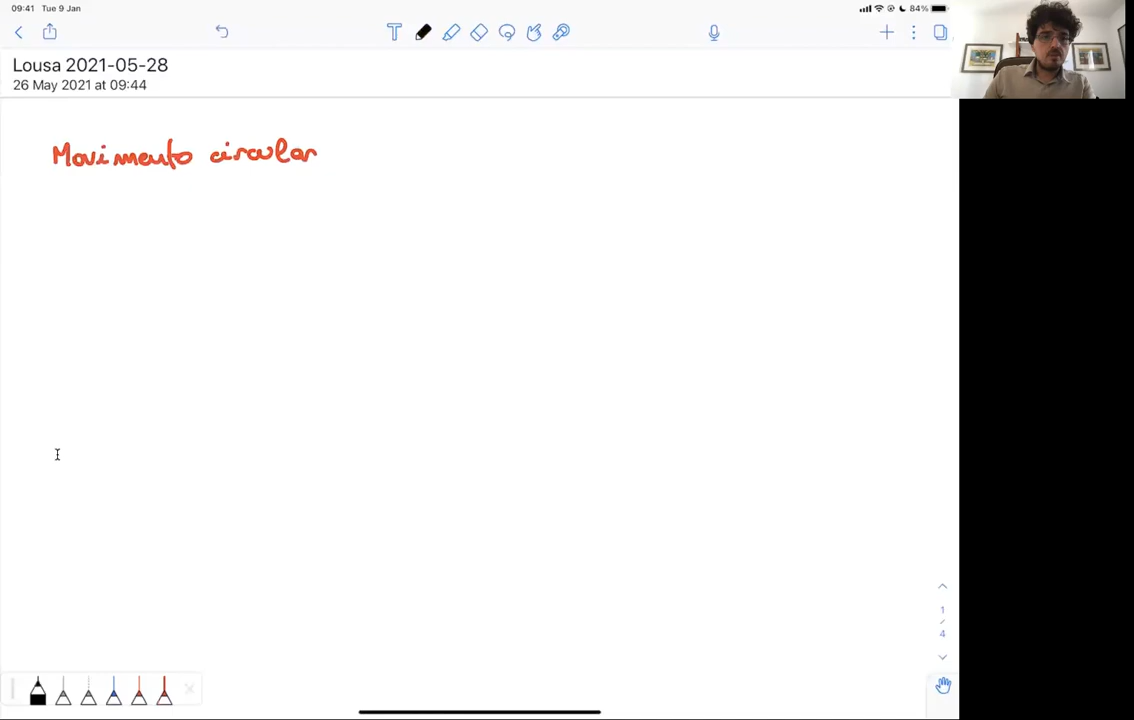 09:41 Tue 9 Jan
84%
T
Lousa 2021-05-28
26 May 2021 at 09:44
Movimento circular
1
/
4